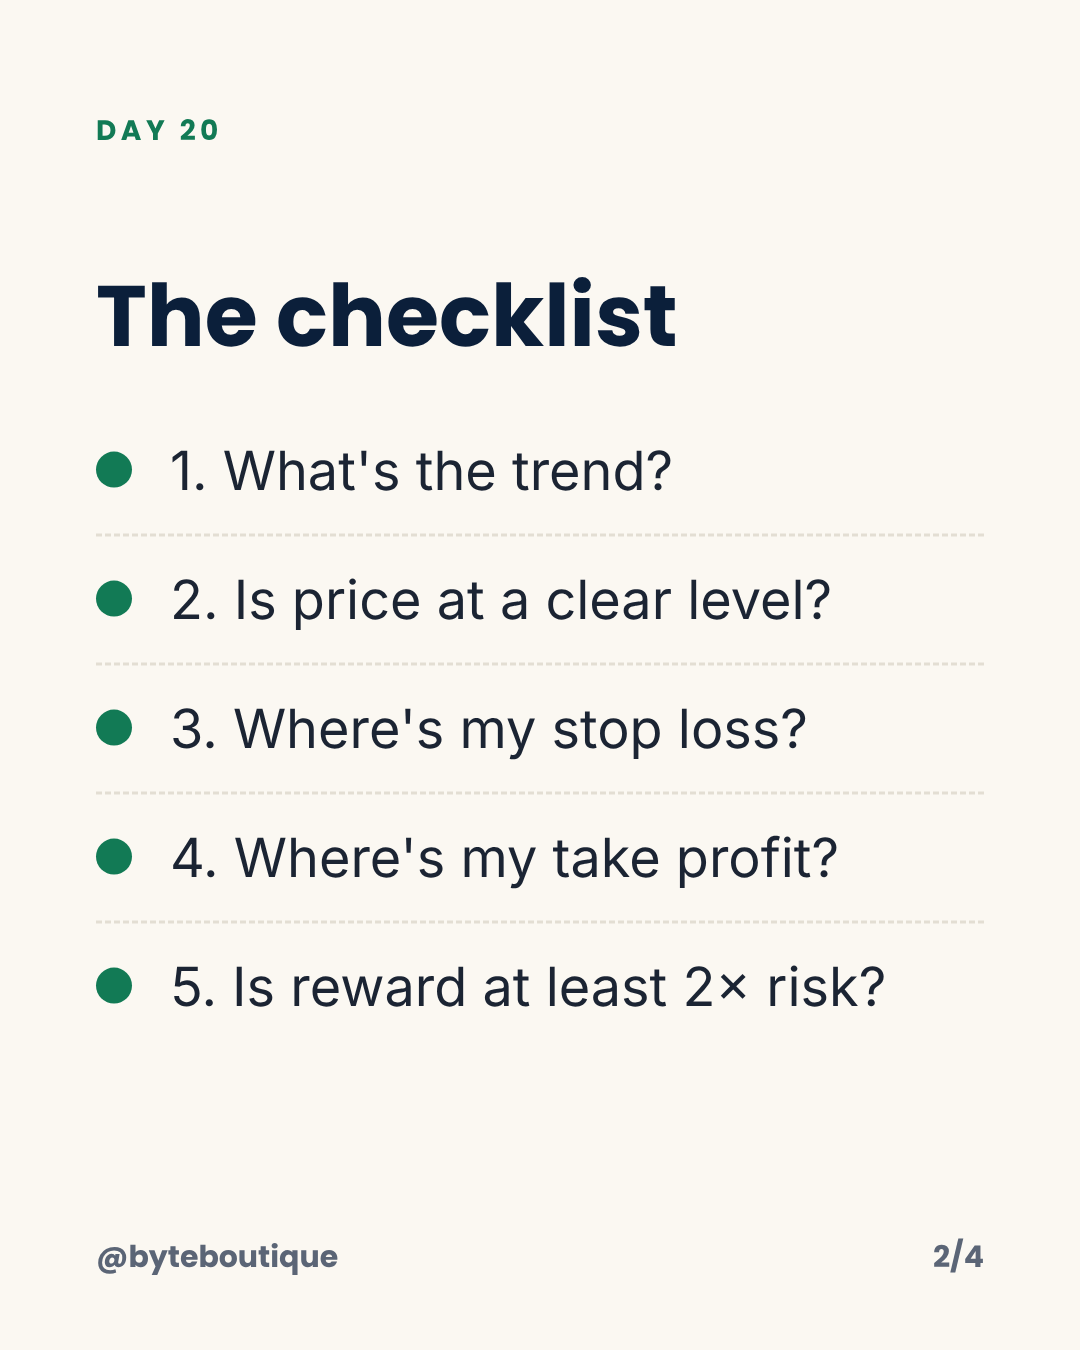 DAY 20
The checklist
1. What's the trend?
2. Is price at a clear level?
3. Where's my stop loss?
4. Where's my take profit?
5. Is reward at least 2× risk?
@byteboutique
2/4